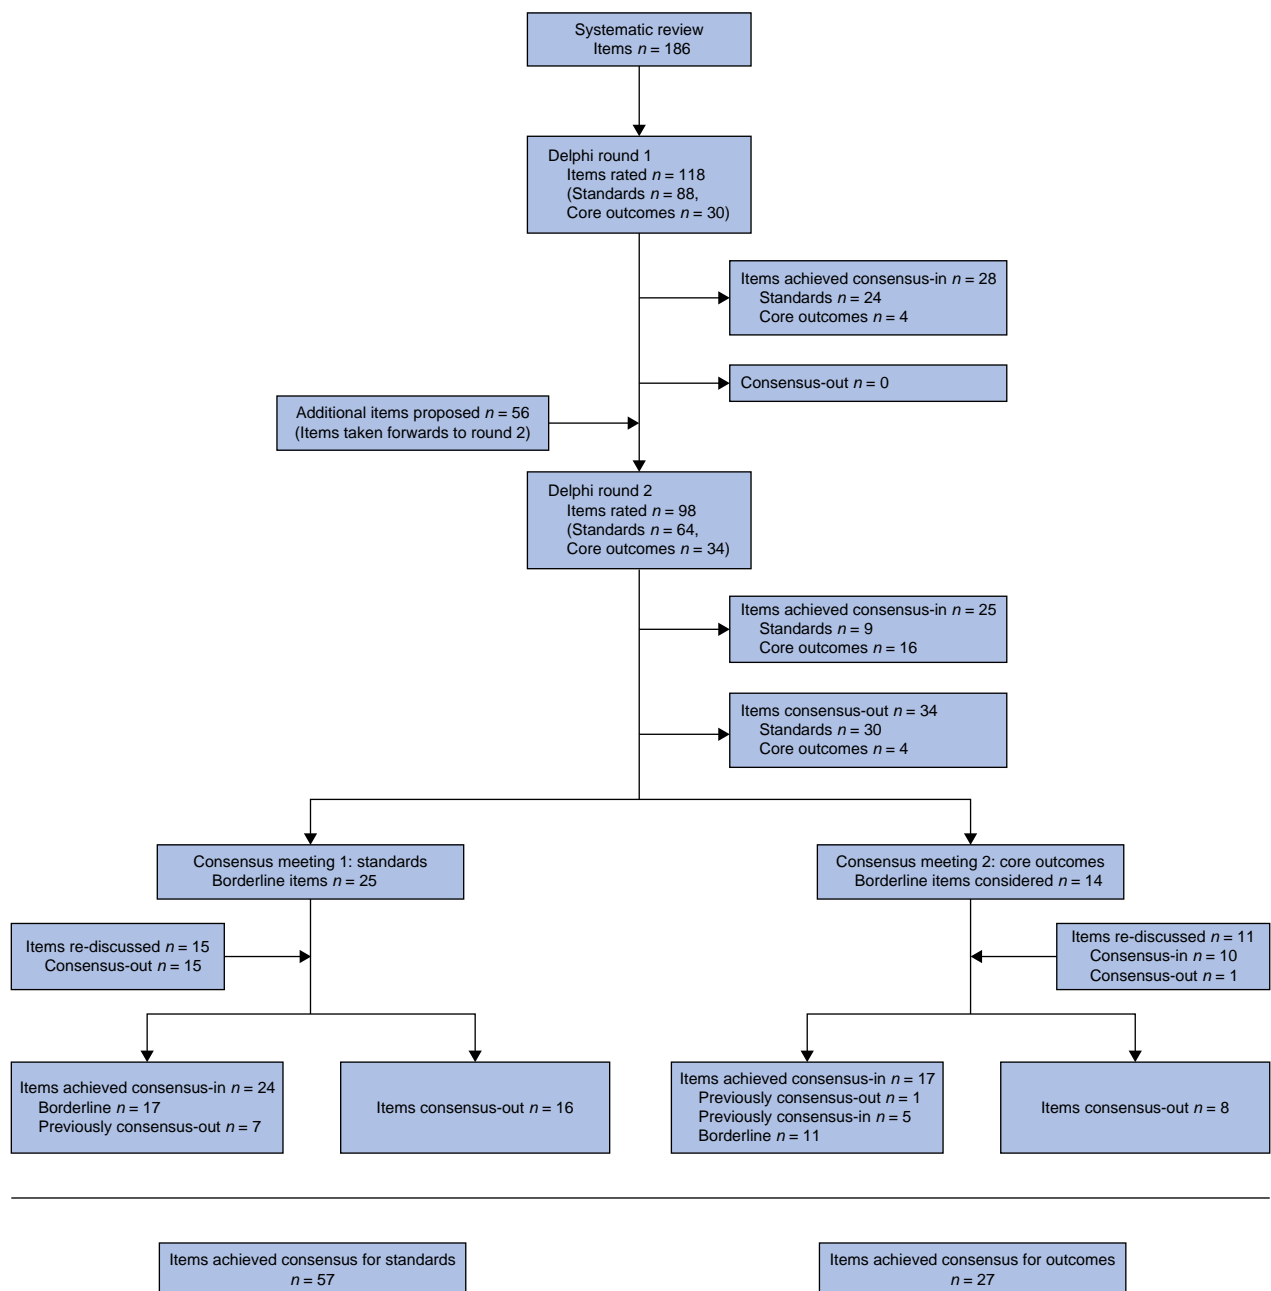 Systematic review
Items n = 186
Delphi round 1
Items rated n = 118
(Standards n = 88,
Core outcomes n = 30)
Items achieved consensus-in n = 28
Standards n = 24
Core outcomes n = 4
Consensus-out n = 0
Additional items proposed n = 56
(Items taken forwards to round 2)
Delphi round 2
Items rated n = 98
(Standards n = 64,
Core outcomes n = 34)
Items achieved consensus-in n = 25
Standards n = 9
Core outcomes n = 16
Items consensus-out n = 34
Standards n = 30
Core outcomes n = 4
Consensus meeting 1: standards
Borderline items n = 25
Consensus meeting 2: core outcomes
Borderline items considered n = 14
Items re-discussed n = 15
Consensus-out n = 15
Items re-discussed n = 11
Consensus-in n = 10
Consensus-out n = 1
Items achieved consensus-in n = 24
Borderline n = 17
Previously consensus-out n = 7
Items consensus-out n = 16
Items achieved consensus-in n = 17
Previously consensus-out n = 1
Previously consensus-in n = 5
Borderline n = 11
Items consensus-out n = 8
Items achieved consensus for standards
n = 57
Items achieved consensus for outcomes
n = 27